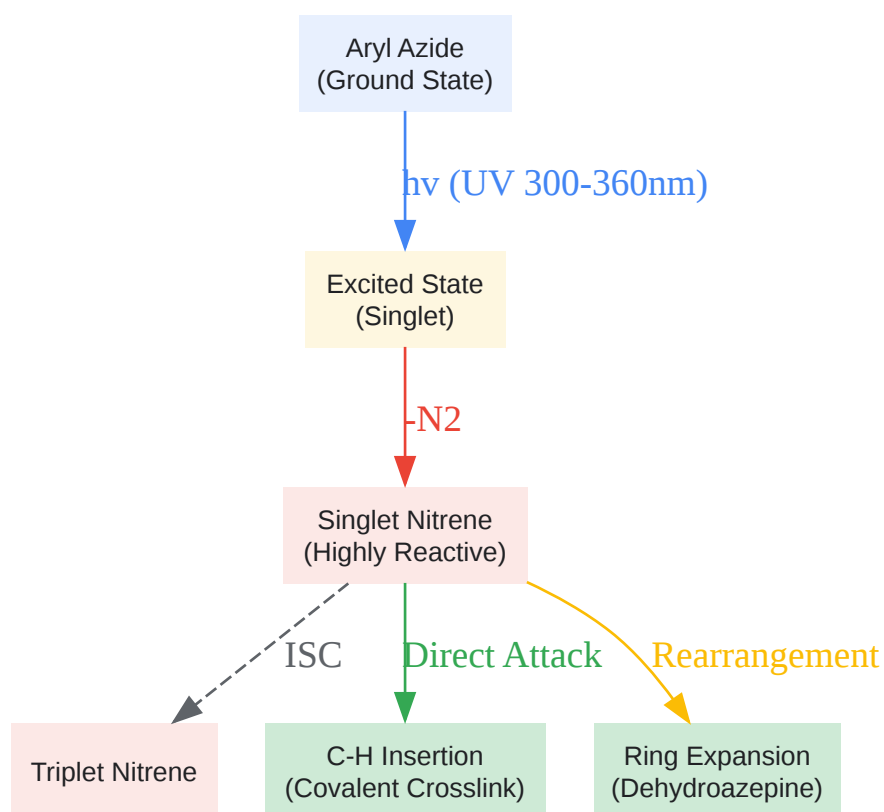 Aryl Azide
(Ground State)
hv (UV 300-360nm)
Excited State
(Singlet)
-N2
Singlet Nitrene
(Highly Reactive)
ISC
Direct Attack
Rearrangement
Triplet Nitrene
C-H Insertion
(Covalent Crosslink)
Ring Expansion
(Dehydroazepine)